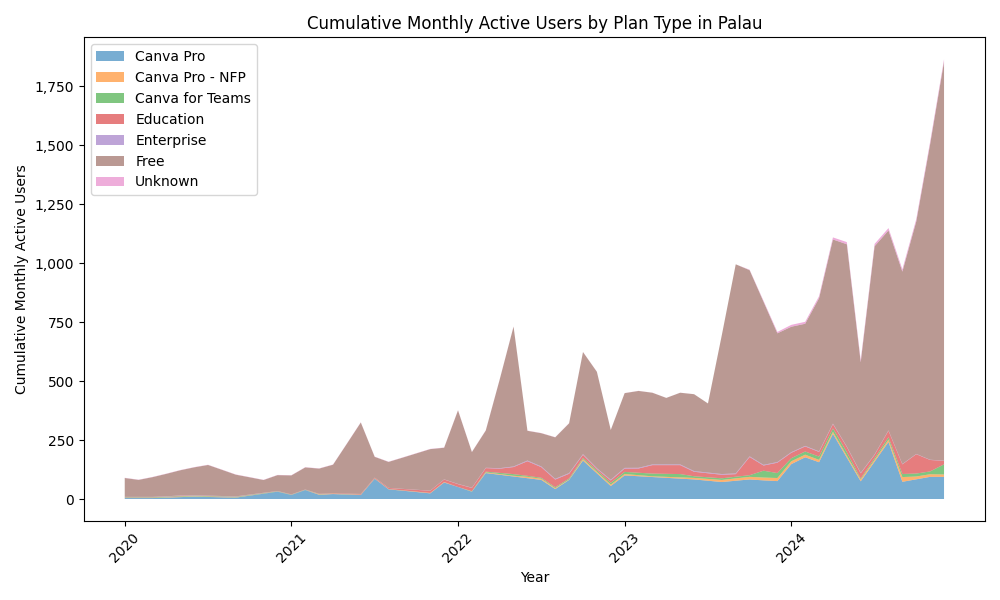 Cumulative Monthly Active Users by Plan Type in Palau
Canva Pro
Canva Pro - NFP
Canva for Teams
Education
Enterprise
Free
Unknown
Cumulative Monthly Active Users
1,750
1,500
1,250
1,000
750
500
250
0
2020
2021
2022
2023
2024
Year